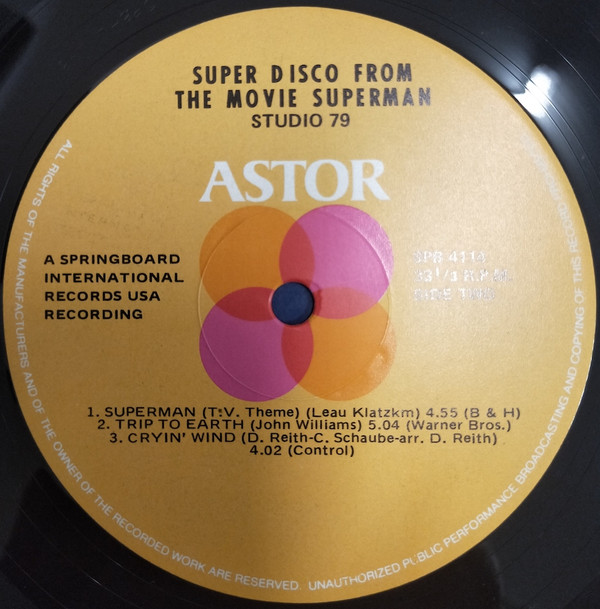 SUPER DISCO FROM
THE MOVIE SUPERMAN
STUDIO 79
ASTOR
A SPRINGBOARD
INTERNATIONAL
RECORDS USA
RECORDING
33 1/3 R.P.M.
SIDE TWO
1. SUPERMAN (T.V. Theme) (Leau Klatzkm) 4.55 (B & H)
2. TRIP TO EARTH (John Williams) 5.04 (Warner Bros.)
3. CRYIN' WIND (D. Reith-C. Schaube-arr. D. Reith)
4.02 (Control)
ALL RIGHTS OF THE MANUFACTURERS AND OF THE OWNER OF THE RECORDED WORK ARE RESERVED. UNAUTHORIZED PUBLIC PERFORMANCE BROADCASTING AND COPYING OF THIS RECORD